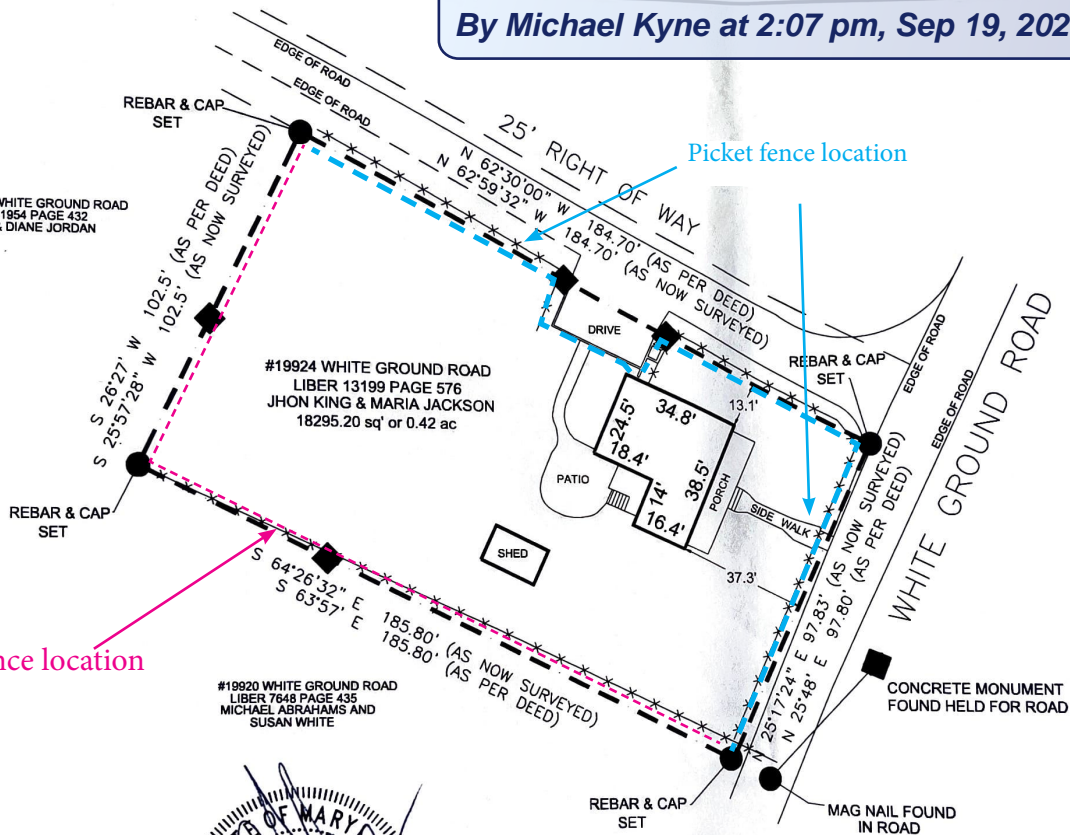 By Michael Kyne at 2:07 pm, Sep 19, 202
EDGE OF ROAD
EDGE OF ROAD
REBAR & CAP
SET
25' RIGHT OF WAY
Picket fence location
N 62°30'00" W 184.70' (AS PER DEED)
N 62°59'32" W 184.70' (AS NOW SURVEYED)
WHITE GROUND ROAD
1954 PAGE 432
& DIANE JORDAN
S 26°27' W 102.5' (AS PER DEED)
S 25°57'28" W 102.5' (AS NOW SURVEYED)
DRIVE
REBAR & CAP
SET
EDGE OF ROAD
EDGE OF ROAD
WHITE GROUND ROAD
#19924 WHITE GROUND ROAD
LIBER 13199 PAGE 576
JHON KING & MARIA JACKSON
18295.20 sq' or 0.42 ac
13.1'
34.8'
24.5'
18.4'
38.5'
14'
16.4'
PORCH
PATIO
SIDE WALK
SHED
37.3'
REBAR & CAP
SET
N 25°17'24" E 97.83' (AS NOW SURVEYED)
N 25°48' E 97.80' (AS PER DEED)
S 64°26'32" E 185.80' (AS NOW SURVEYED)
S 63°57' E 185.80' (AS PER DEED)
nce location
#19920 WHITE GROUND ROAD
LIBER 7648 PAGE 435
MICHAEL ABRAHAMS AND
SUSAN WHITE
CONCRETE MONUMENT
FOUND HELD FOR ROAD
REBAR & CAP
SET
MAG NAIL FOUND
IN ROAD
OF MARY